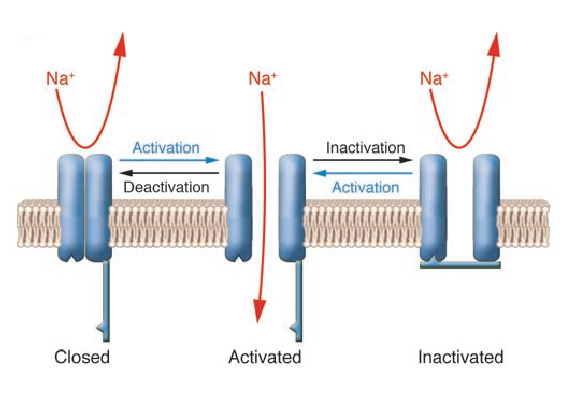 Na⁺
Na⁺
Na⁺
Activation
Deactivation
Inactivation
Activation
Closed
Activated
Inactivated